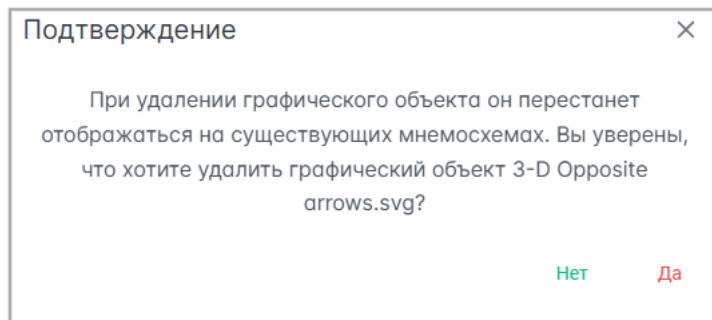 Подтверждение
При удалении графического объекта он перестанет
отображаться на существующих мнемосхемах. Вы уверены,
что хотите удалить графический объект 3-D Opposite
arrows.svg?
Нет Да